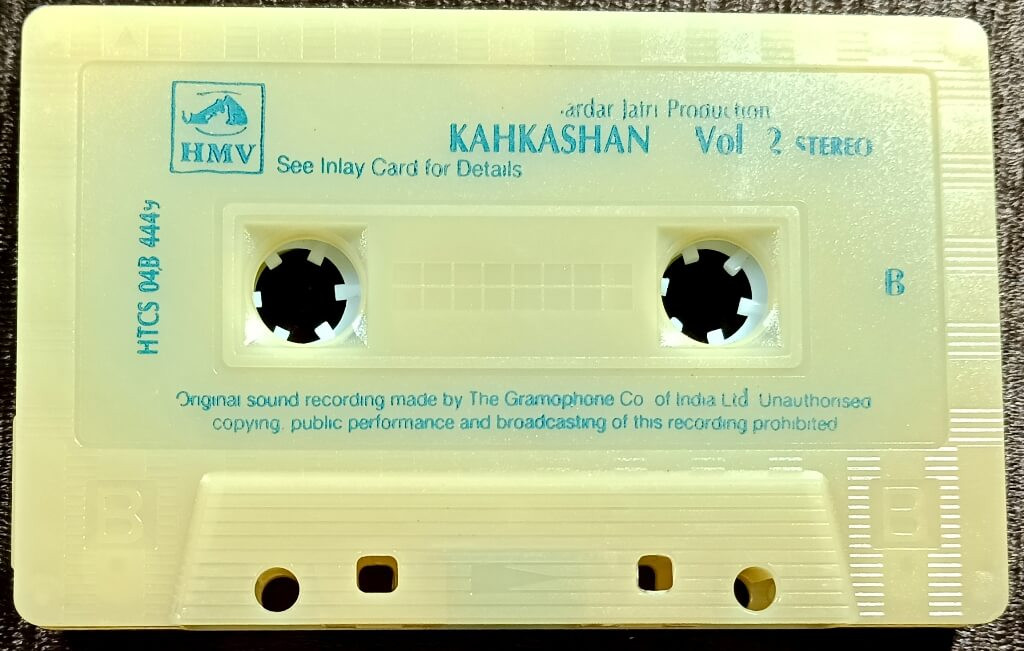 HMV
ardar Jafri Production
KAHKASHAN Vol 2 STEREO
See Inlay Card for Details
HTCS 04B 4449
B
Original sound recording made by The Gramophone Co of India Ltd Unauthorised
copying, public performance and broadcasting of this recording prohibited
B B